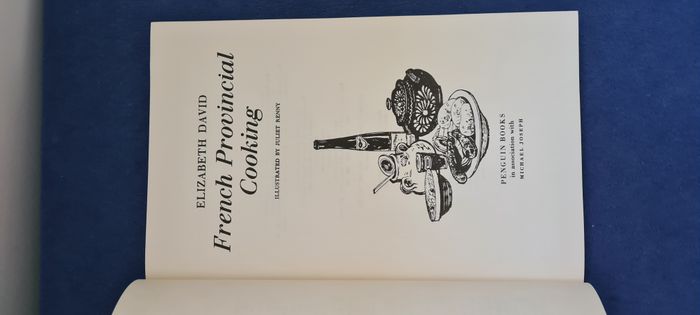 ELIZABETH DAVID
French Provincial
Cooking
ILLUSTRATED BY JULIET RENNY
PENGUIN BOOKS
in association with
MICHAEL JOSEPH